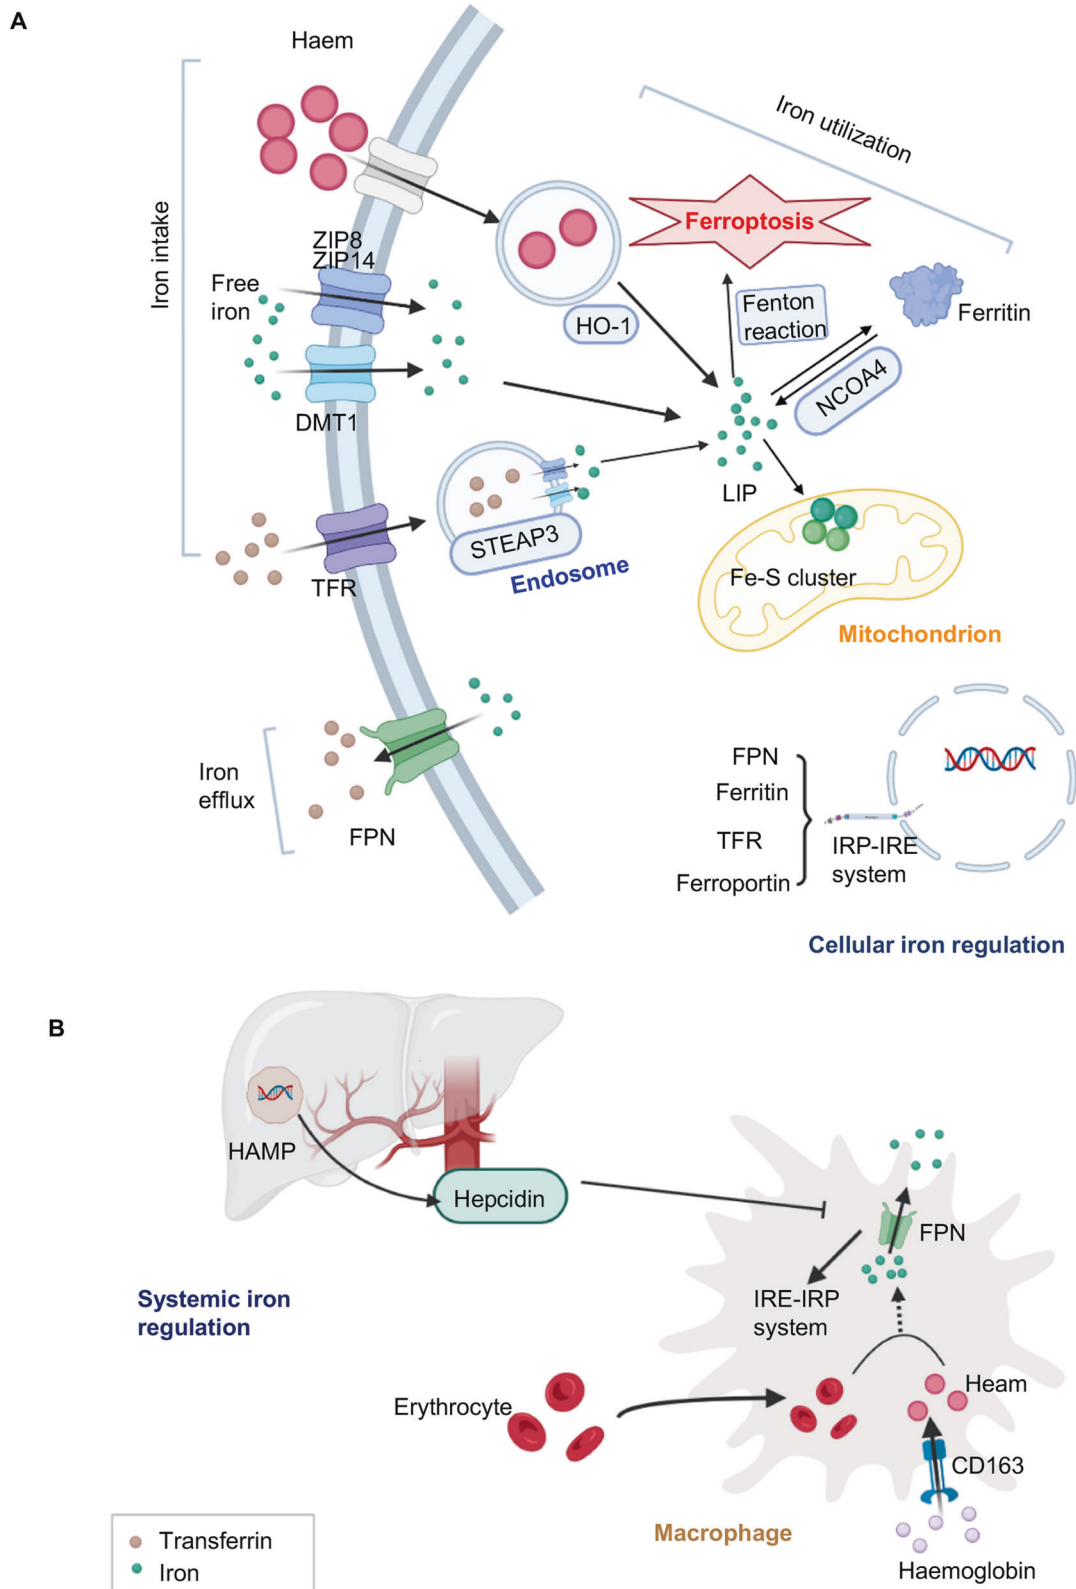 A
Haem
Iron utilization
Iron intake
Ferroptosis
ZIP8
ZIP14
Free
iron
HO-1
Fenton
reaction
Ferritin
NCOA4
DMT1
LIP
STEAP3
Endosome
TFR
Fe-S cluster
Mitochondrion
Iron
efflux
FPN
FPN
Ferritin
TFR
Ferroportin
IRP-IRE
system
Cellular iron regulation
B
HAMP
Hepcidin
FPN
Systemic iron
regulation
IRE-IRP
system
Erythrocyte
Heam
CD163
Macrophage
Haemoglobin
Transferrin
Iron